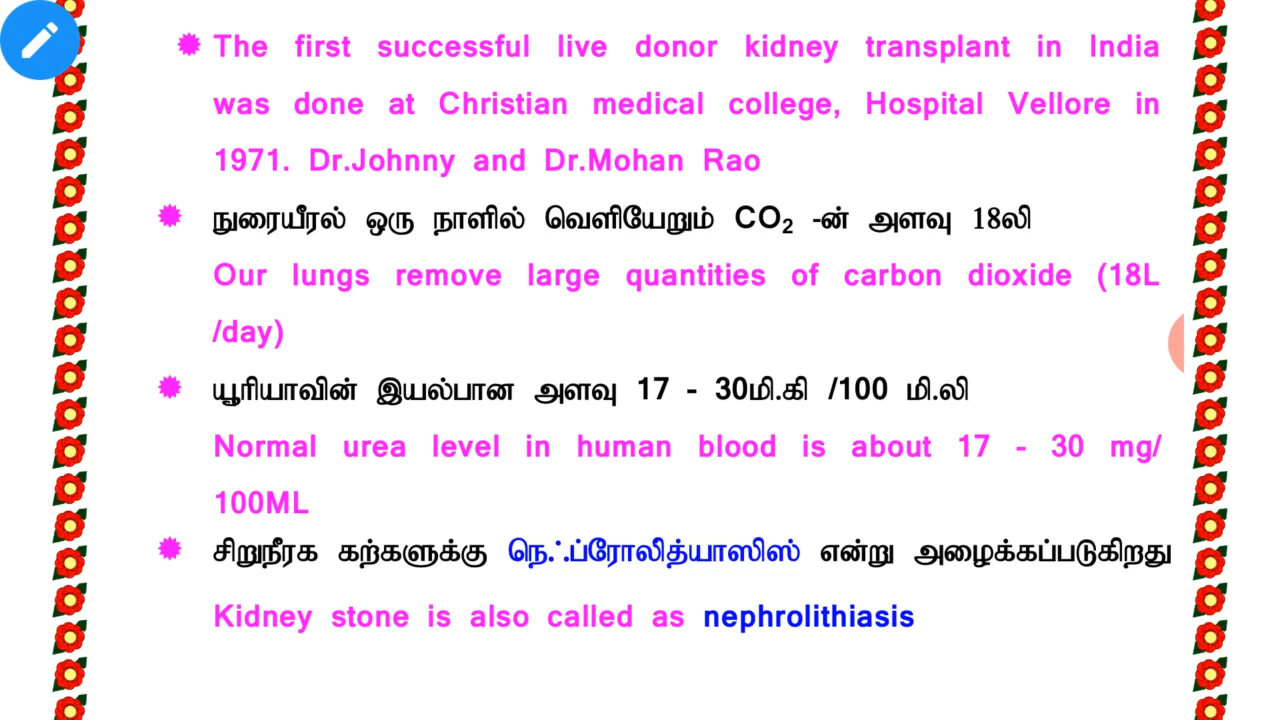 The first successful live donor kidney transplant in India
was done at Christian medical college, Hospital Vellore in
1971. Dr.Johnny and Dr.Mohan Rao
நுரையீரல் ஒரு நாளில் வெளியேறும் CO₂ -ன் அளவு 18லி
Our lungs remove large quantities of carbon dioxide (18L
/day)
யூரியாவின் இயல்பான அளவு 17 - 30மி.கி /100 மி.லி
Normal urea level in human blood is about 17 - 30 mg/
100ML
சிறுநீரக கற்களுக்கு நெஃப்ரோலித்யாஸிஸ் என்று அழைக்கப்படுகிறது
Kidney stone is also called as nephrolithiasis